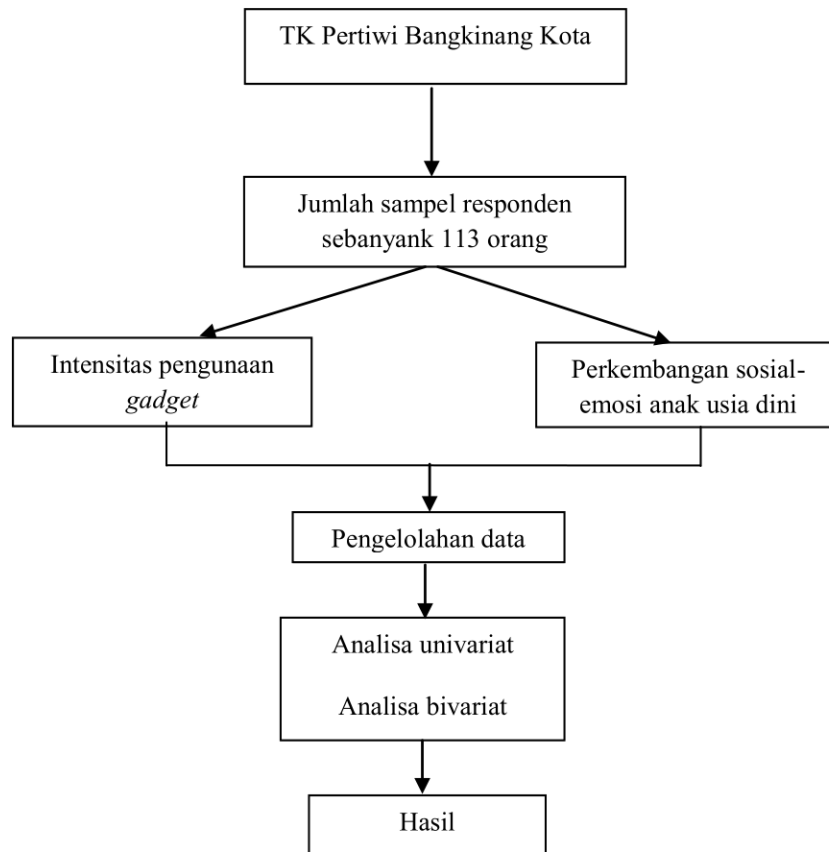 TK Pertiwi Bangkinang Kota
Jumlah sampel responden
sebanyank 113 orang
Intensitas pengunaan
gadget
Perkembangan sosial-
emosi anak usia dini
Pengelolahan data
Analisa univariat
Analisa bivariat
Hasil